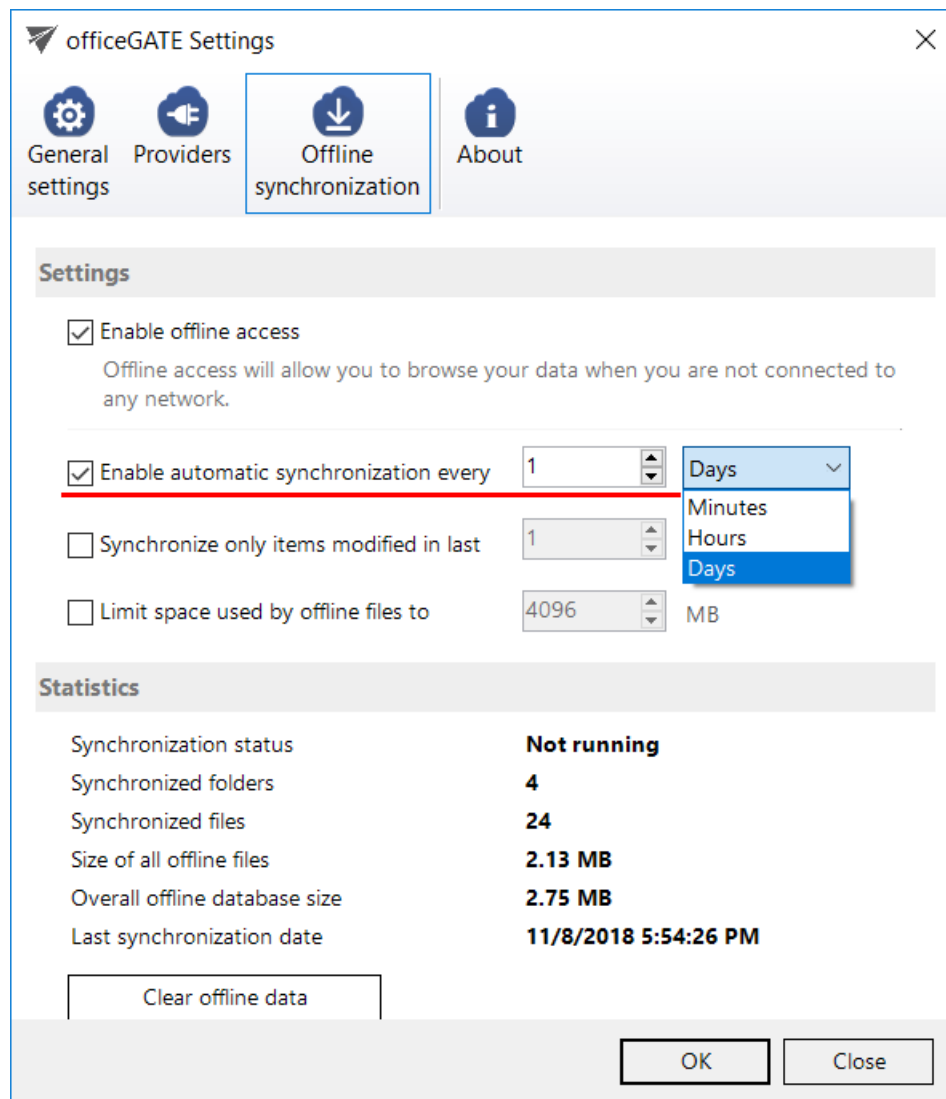 officeGATE Settings
General
settings
Providers
Offline
synchronization
About
Settings
Enable offline access
Offline access will allow you to browse your data when you are not connected to
any network.
Enable automatic synchronization every 1 Days
Minutes
Hours
Days
Synchronize only items modified in last 1
Limit space used by offline files to 4096 MB
Statistics
Synchronization status Not running
Synchronized folders 4
Synchronized files 24
Size of all offline files 2.13 MB
Overall offline database size 2.75 MB
Last synchronization date 11/8/2018 5:54:26 PM
Clear offline data
OK Close